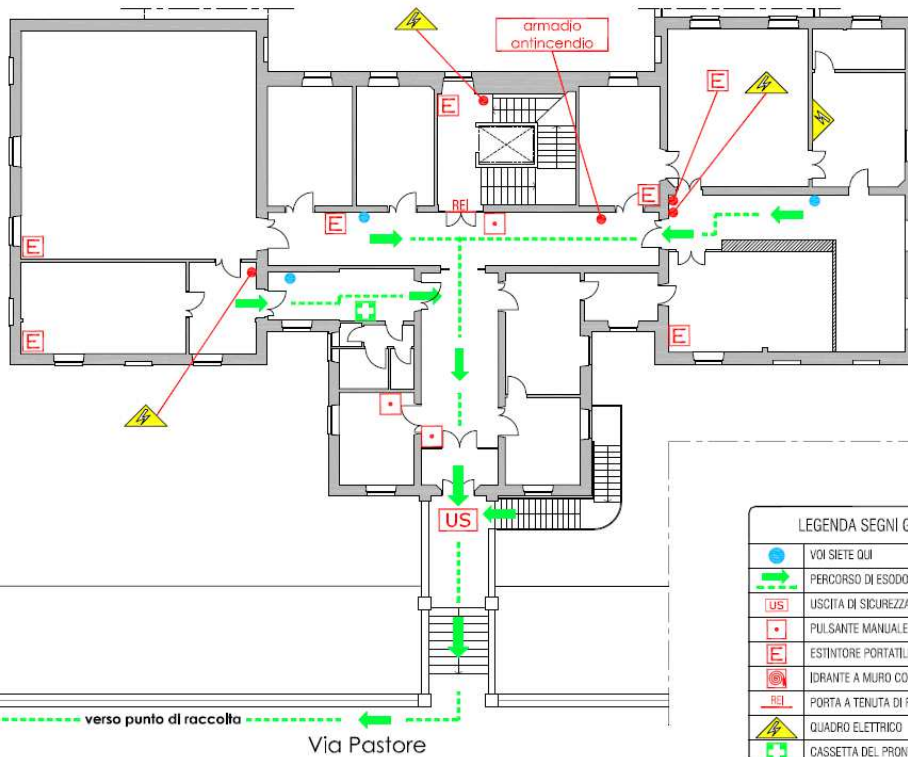 armadio
antincendio
E
E
E
E
E
REI
E
E
E
US
verso punto di raccolta
Via Pastore
LEGENDA SEGNI G
VOI SIETE QUI
PERCORSO DI ESODO
US USCITA DI SICUREZZA
PULSANTE MANUALE
E ESTINTORE PORTATIL
IDRANTE A MURO CO
REI PORTA A TENUTA DI F
QUADRO ELETTRICO
CASSETTA DEL PRON